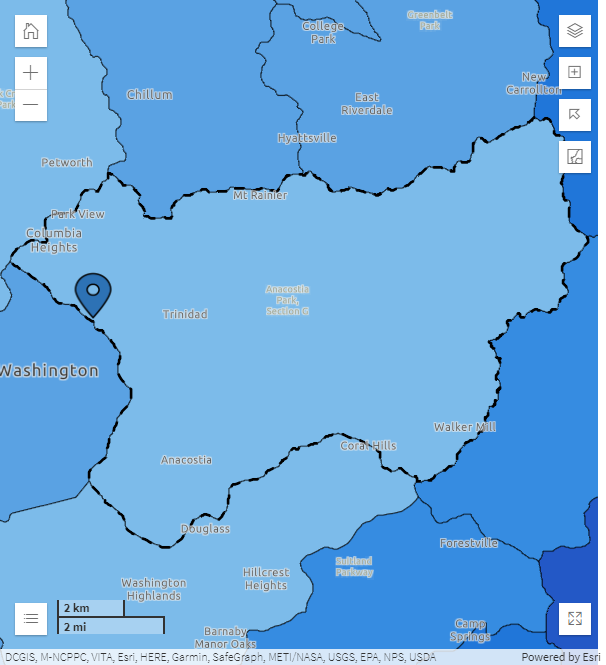 College
Park
Greenbelt
Park
New
Carrollton
Chillum
East
Riverdale
Hyattsville
Petworth
Mt Rainier
Park View
Columbia
Heights
Anacostia
Park,
Section G
Trinidad
Washington
Walker Mill
Coral Hills
Anacostia
Douglass
Forestville
Suitland
Parkway
Hillcrest
Heights
Washington
Highlands
2 km
2 mi
Barnaby
Manor Oaks
Camp
Springs
DCGIS, M-NCPPC, VITA, Esri, HERE, Garmin, SafeGraph, METI/NASA, USGS, EPA, NPS, USDA
Powered by Esri